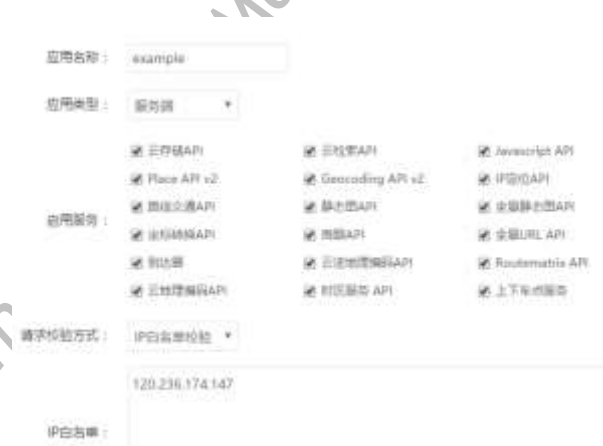 应用名称： example
应用类型： 服务端
启用服务：
云存储API 云检索API Javascript API
Place API v2 Geocoding API v2 IP定位API
路线交通API 静态图API 全景静态图API
坐标转换API 鹰眼API 全景URL API
到达圈 云逆地理编码API Routematrix API
云地理编码API 时区服务 API 上下车点服务
请求校验方式： IP白名单校验
120.236.174.147
IP白名单：